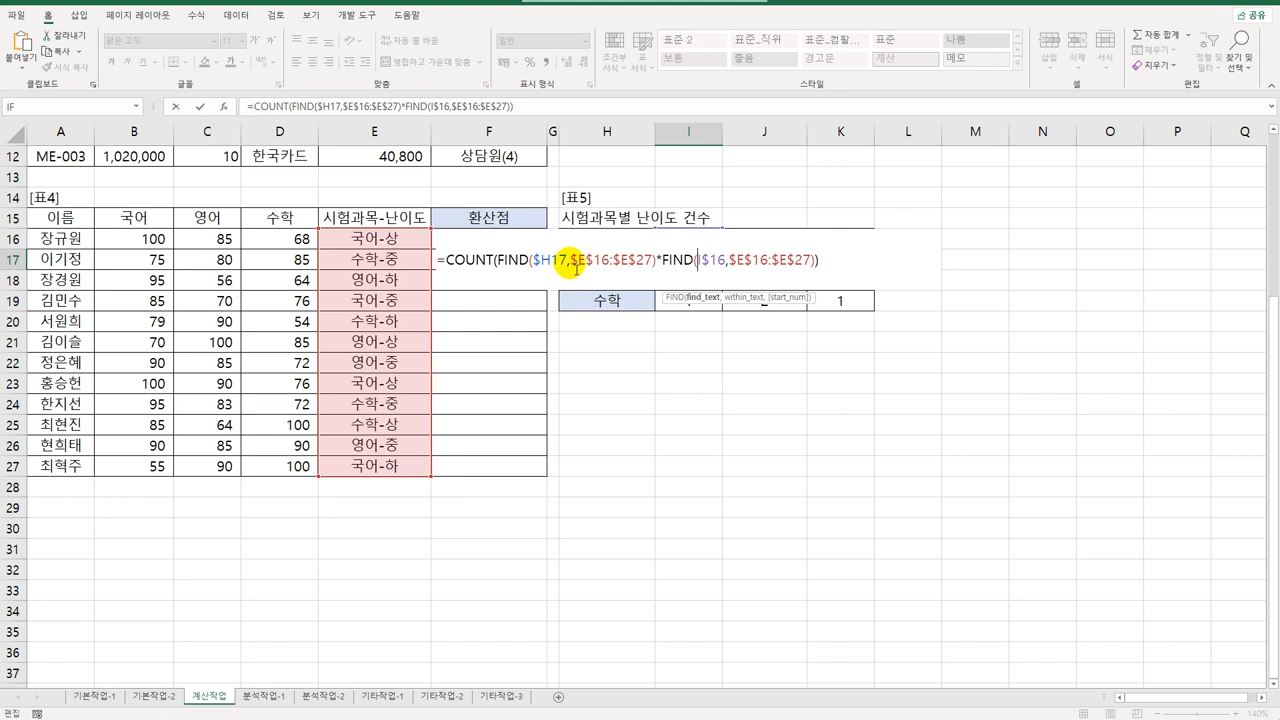 파일 홈 삽입 페이지 레이아웃 수식 데이터 검토 보기 개발 도구 도움말 공유
붙여넣기 잘라내기 복사 서식 복사 클립보드
맑은 고딕 11 가 가 가 가 가 글꼴
자동 줄 바꿈 병합하고 가운데 맞춤 맞춤
일반 % 표시 형식
조건부 서식 표 서식 표준 2 표준_직위 표준_컴활... 표준 나쁨
보통 좋음 경고문 계산 메모 스타일
삽입 삭제 서식 셀
자동 합계 채우기 지우기 정렬 및 필터 찾기 및 선택 편집
IF fx =COUNT(FIND($H17,$E$16:$E$27)*FIND(I$16,$E$16:$E$27))
A B C D E F G H I J K L M N O P Q
12 ME-003 1,020,000 10 한국카드 40,800 상담원(4)
13
14 [표4] [표5]
15 이름 국어 영어 수학 시험과목-난이도 환산점 시험과목별 난이도 건수
16 장규원 100 85 68 국어-상
17 이기정 75 80 85 수학-중 =COUNT(FIND($H17,$E$16:$E$27)*FIND(I$16,$E$16:$E$27))
18 장경원 95 56 64 영어-하
19 김민수 85 70 76 국어-중 수학 FIND(find_text, within_text, [start_num]) 1
20 서원희 79 90 54 수학-하
21 김이슬 70 100 85 영어-상
22 정은혜 90 85 72 영어-중
23 홍승헌 100 90 76 국어-상
24 한지선 95 83 72 수학-중
25 최현진 85 64 100 수학-상
26 현희태 90 85 90 영어-중
27 최혁주 55 90 100 국어-하
28
29
30
31
32
33
34
35
36
37
기본작업-1 기본작업-2 계산작업 분석작업-1 분석작업-2 기타작업-1 기타작업-2 기타작업-3
편집 140%